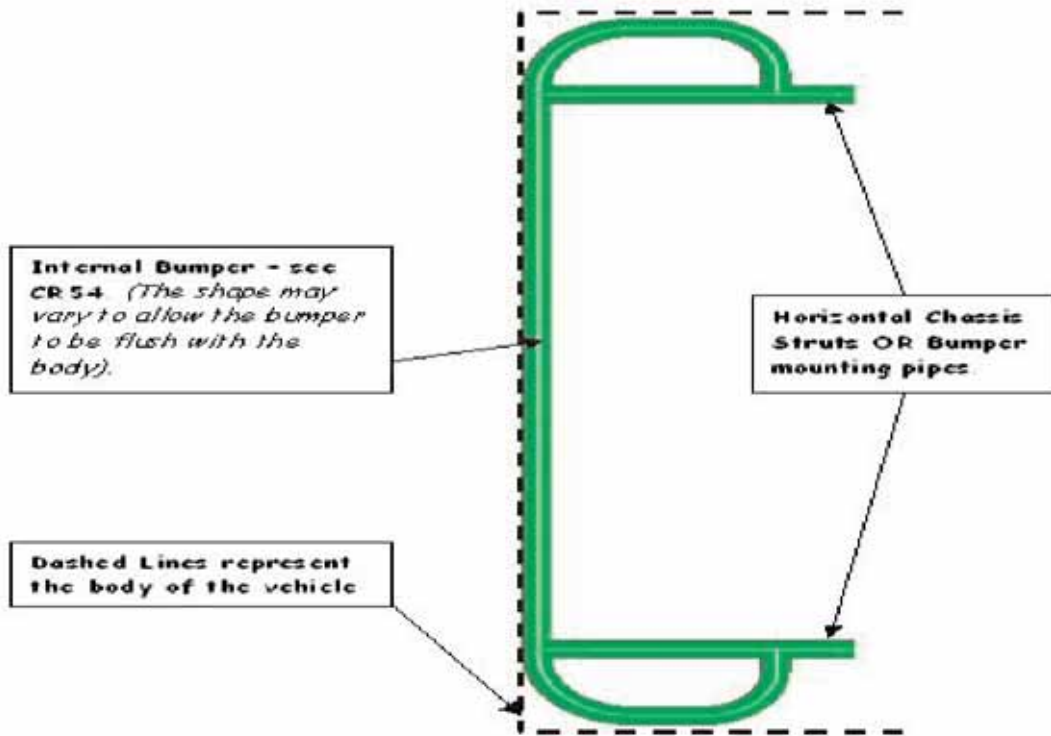 Internal Bumper - see
CR54 (The shape may
vary to allow the bumper
to be flush with the
body).
Horizontal Chassis
Struts OR Bumper
mounting pipes
Dashed Lines represent
the body of the vehicle